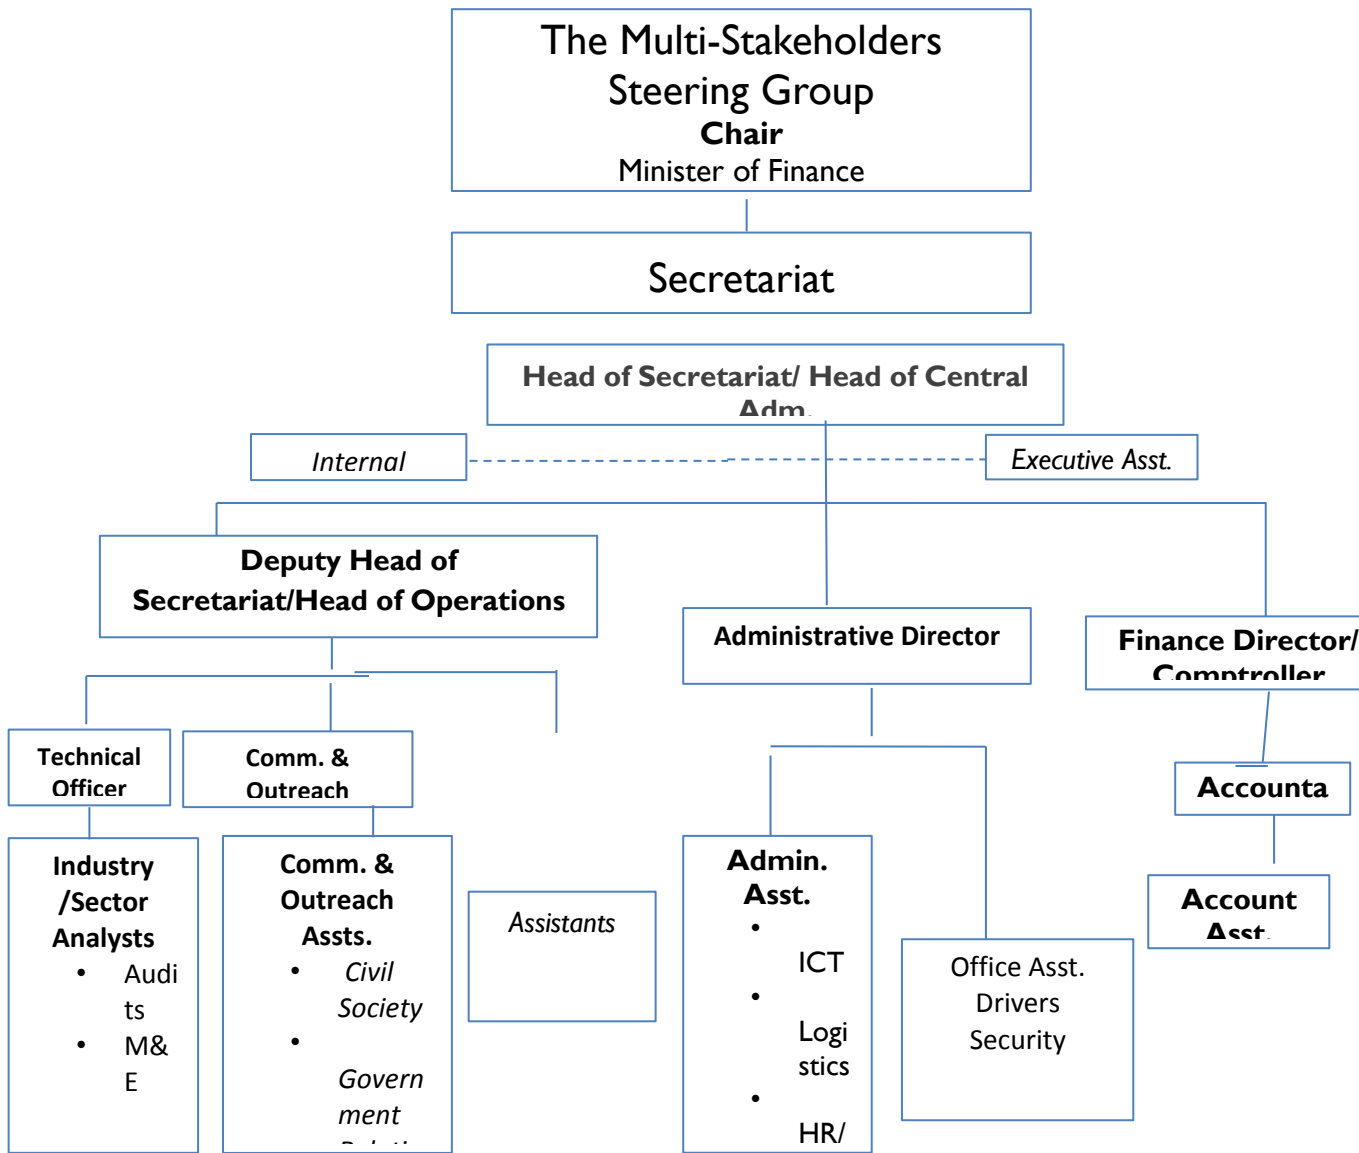 The Multi-Stakeholders
Steering Group
Chair
Minister of Finance
Secretariat
Head of Secretariat/ Head of Central
Adm.
Internal
Executive Asst.
Deputy Head of
Secretariat/Head of Operations
Administrative Director
Finance Director/
Comptroller
Technical
Officer
Comm. &
Outreach
Accounta
Industry
/Sector
Analysts
• Audi
ts
• M&
E
Comm. &
Outreach
Assts.
• Civil
Society
•
Govern
ment
Assistants
Admin.
Asst.
•
ICT
•
Logi
stics
•
HR/
Office Asst.
Drivers
Security
Account
Asst.